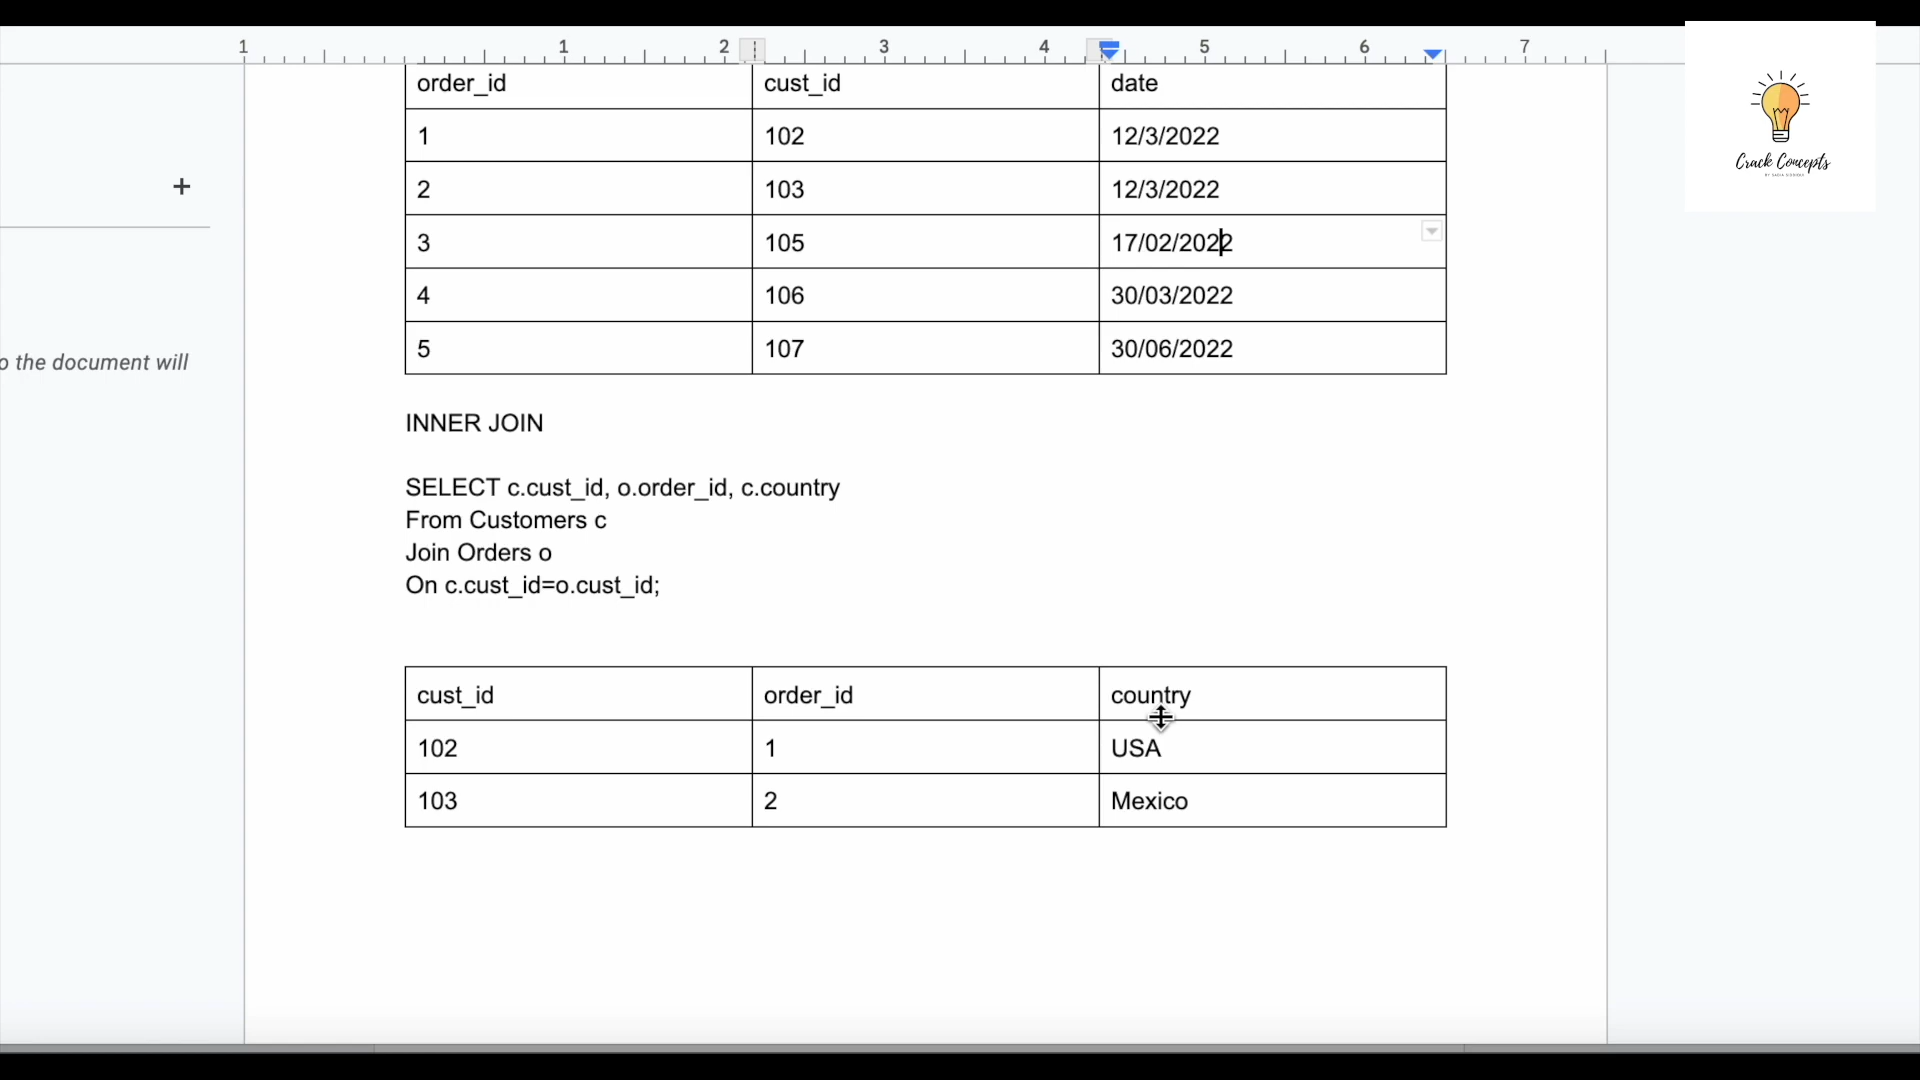 1 1 2 3 4 5 6 7
order_id cust_id date
1 102 12/3/2022
2 103 12/3/2022
3 105 17/02/2022
4 106 30/03/2022
5 107 30/06/2022
INNER JOIN
SELECT c.cust_id, o.order_id, c.country
From Customers c
Join Orders o
On c.cust_id=o.cust_id;
cust_id order_id country
102 1 USA
103 2 Mexico
o the document will
Crack Concepts